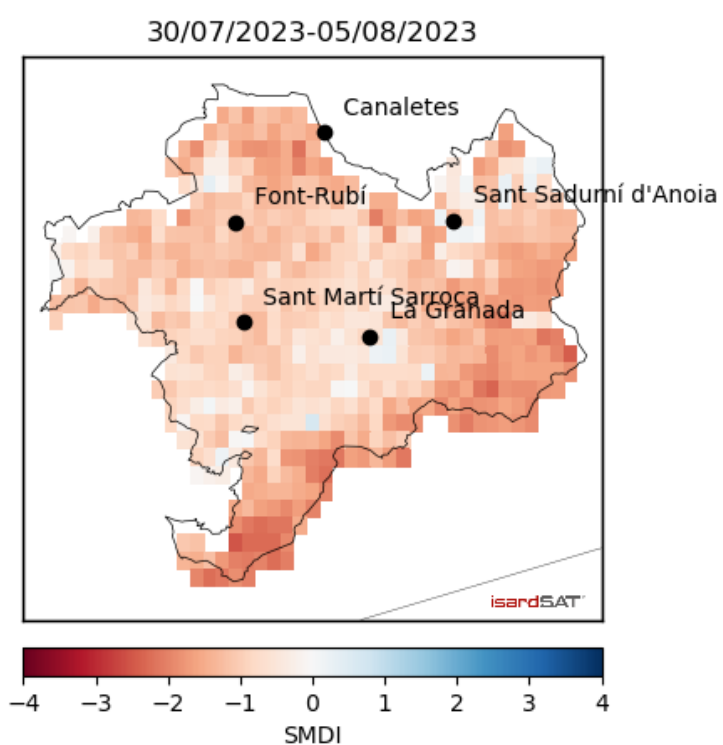 30/07/2023-05/08/2023
Canaletes
Font-Rubí
Sant Sadurní d'Anoia
Sant Martí Sarroca
La Granada
isardSAT
−4 −3 −2 −1 0 1 2 3 4
SMDI